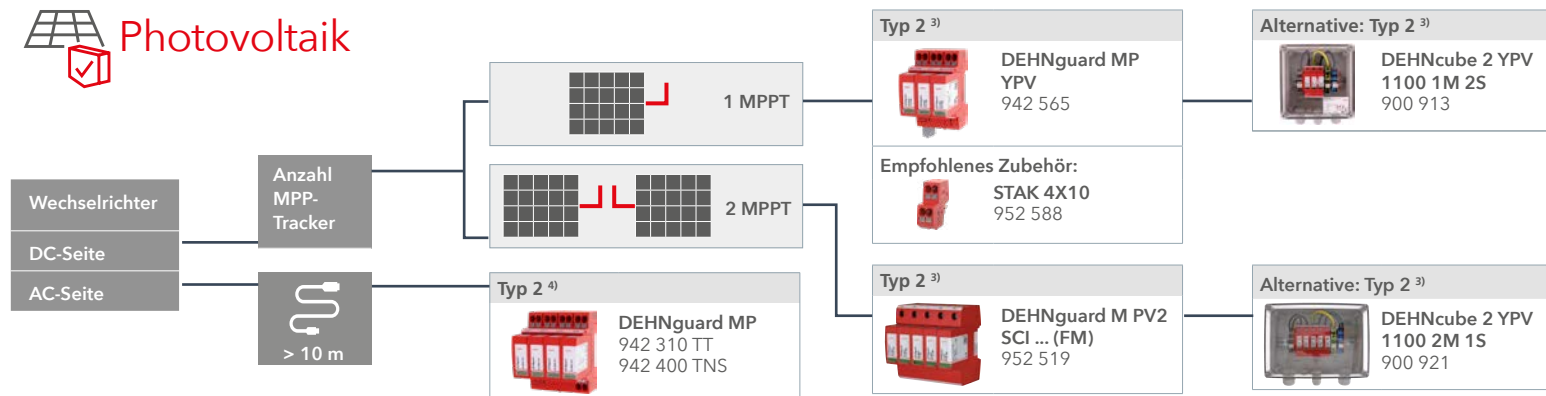 Photovoltaik
Wechselrichter
DC-Seite
AC-Seite
Anzahl
MPP-
Tracker
> 10 m
1 MPPT
2 MPPT
Typ 2 ⁴⁾
DEHNguard MP
942 310 TT
942 400 TNS
Typ 2 ³⁾
DEHNguard MP
YPV
942 565
Empfohlenes Zubehör:
STAK 4X10
952 588
Typ 2 ³⁾
DEHNguard M PV2
SCI ... (FM)
952 519
Alternative: Typ 2 ³⁾
DEHNcube 2 YPV
1100 1M 2S
900 913
Alternative: Typ 2 ³⁾
DEHNcube 2 YPV
1100 2M 1S
900 921